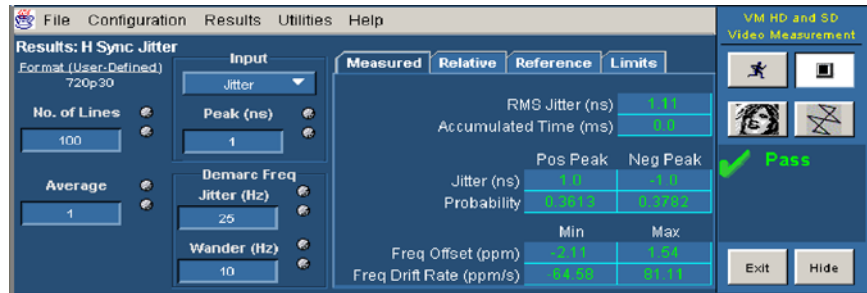 File Configuration Results Utilities Help
VM HD and SD
Video Measurement
Results: H Sync Jitter
Format (User-Defined)
720p30
No. of Lines
100
Average
1
Input
Jitter
Peak (ns)
1
Demarc Freq
Jitter (Hz)
25
Wander (Hz)
10
Measured Relative Reference Limits
RMS Jitter (ns) 1.11
Accumulated Time (ms) 0.0
Pos Peak Neg Peak
Jitter (ns) 1.0 -1.0
Probability 0.3613 0.3782
Min Max
Freq Offset (ppm) -2.11 1.54
Freq Drift Rate (ppm/s) -64.58 81.11
Pass
Exit Hide